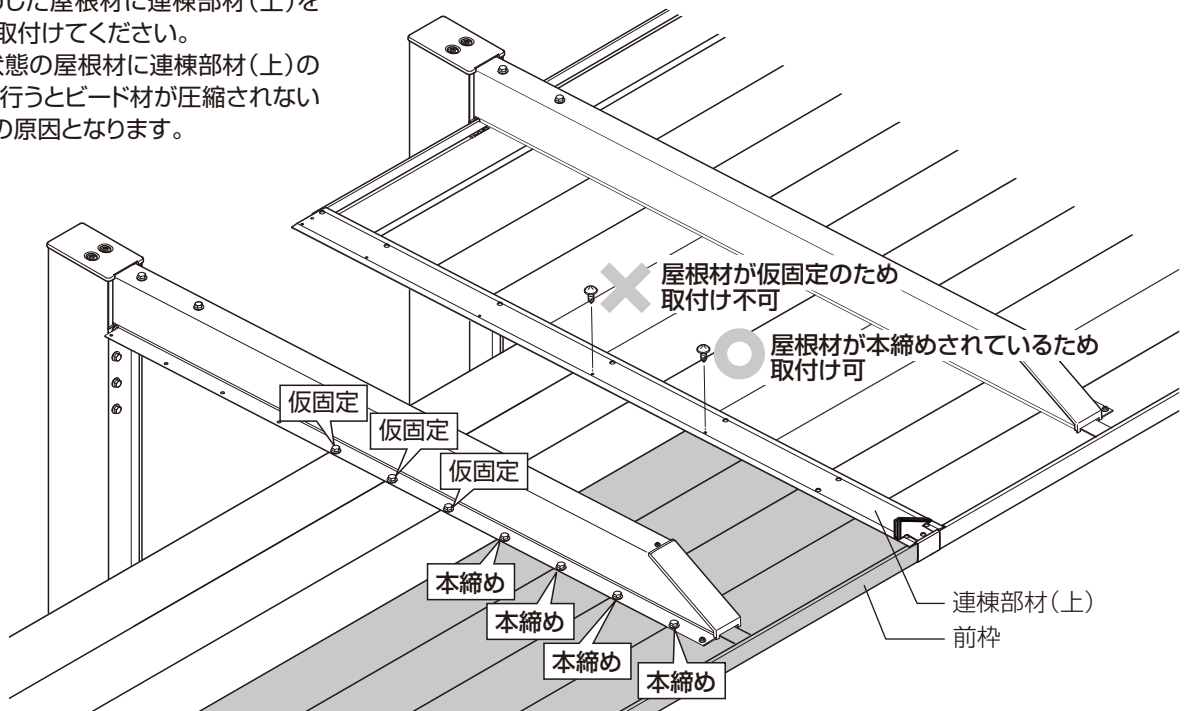 した屋根材に連棟部材（上）を
取付けてください。
態の屋根材に連棟部材（上）の
行うとビード材が圧縮されない
の原因となります。
屋根材が仮固定のため
取付け不可
屋根材が本締めされているため
取付け可
仮固定
仮固定
仮固定
本締め
本締め
本締め
本締め
連棟部材（上）
前枠